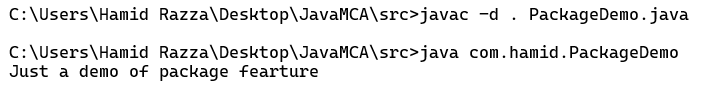 C:\Users\Hamid Razza\Desktop\JavaMCA\src>javac -d . PackageDemo.java
C:\Users\Hamid Razza\Desktop\JavaMCA\src>java com.hamid.PackageDemo
Just a demo of package fearture